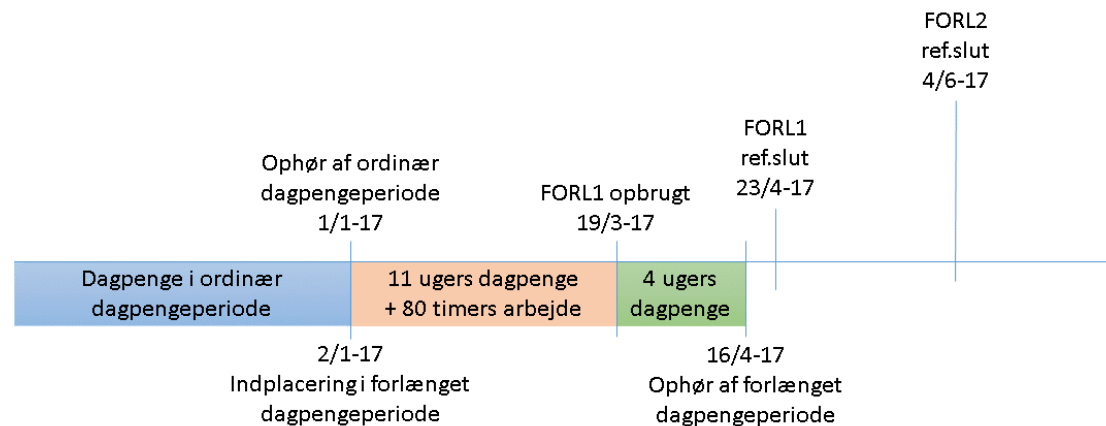 FORL2
ref.slut
4/6-17
FORL1
ref.slut
23/4-17
Ophør af ordinær
dagpengeperiode
1/1-17
FORL1 opbrugt
19/3-17
Dagpenge i ordinær
dagpengeperiode
11 ugers dagpenge
+ 80 timers arbejde
4 ugers
dagpenge
2/1-17
Indplacering i forlænget
dagpengeperiode
16/4-17
Ophør af forlænget
dagpengeperiode